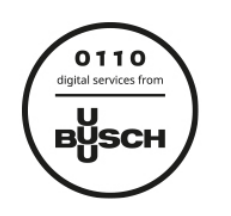 0110
digital services from
BUSCH